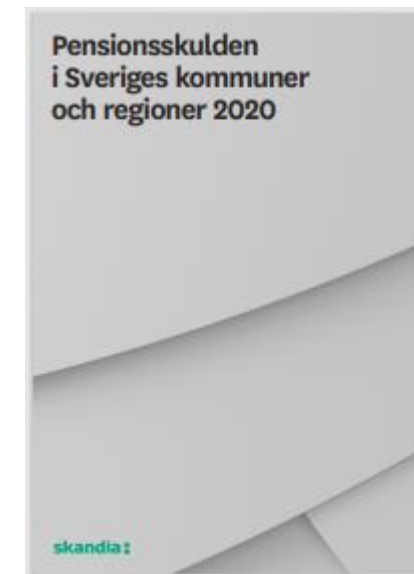 Pensionsskulden
i Sveriges kommuner
och regioner 2020
skandia: